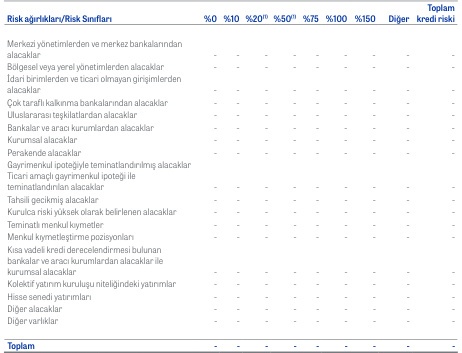 Toplam
Risk ağırlıkları/Risk Sınıfları %0 %10 %20(1) %50(1) %75 %100 %150 Diğer kredi riski
Merkezi yönetimlerden ve merkez bankalarından
alacaklar - - - - - - - - -
Bölgesel veya yerel yönetimlerden alacaklar - - - - - - - - -
İdari birimlerden ve ticari olmayan girişimlerden
alacaklar - - - - - - - - -
Çok taraflı kalkınma bankalarından alacaklar - - - - - - - - -
Uluslararası teşkilatlardan alacaklar - - - - - - - - -
Bankalar ve aracı kurumlardan alacaklar - - - - - - - - -
Kurumsal alacaklar - - - - - - - - -
Perakende alacaklar - - - - - - - - -
Gayrimenkul ipoteğiyle teminatlandırılmış alacaklar
Ticari amaçlı gayrimenkul ipoteği ile
teminatlandırılan alacaklar - - - - - - - - -
Tahsili gecikmiş alacaklar - - - - - - - - -
Kurulca riski yüksek olarak belirlenen alacaklar - - - - - - - - -
Teminatlı menkul kıymetler - - - - - - - - -
Menkul kıymetleştirme pozisyonları - - - - - - - - -
Kısa vadeli kredi derecelendirmesi bulunan
bankalar ve aracı kurumlardan alacaklar ile
kurumsal alacaklar - - - - - - - - -
Kolektif yatırım kuruluşu niteliğindeki yatırımlar - - - - - - - - -
Hisse senedi yatırımları - - - - - - - - -
Diğer alacaklar - - - - - - - - -
Diğer varlıklar - - - - - - - - -
Toplam - - - - - - - - -